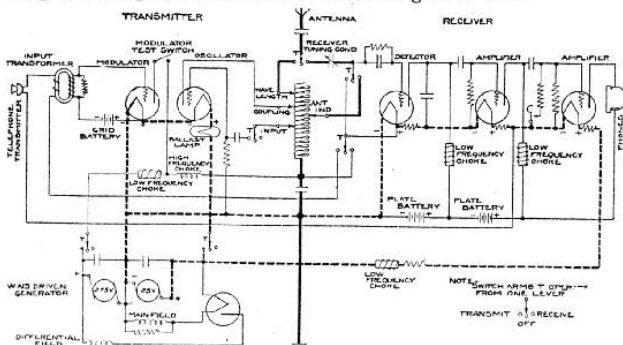 TRANSMITTER
ANTENNA
RECEIVER
MODULATOR
TEST SWITCH
INPUT
TRANSFORMER
MODULATOR
OSCILLATOR
RECEIVER
TUNING COND
DETECTOR
AMPLIFIER
AMPLIFIER
TELEPHONE
TRANSMITTER
GRID
BATTERY
BALLAST
LAMP
WAVE
LENGTH
COUPLING
ANT
IND
T
INPUT
HIGH
FREQUENCY
CHOKE
LOW FREQUENCY
CHOKE
LOW
FREQUENCY
CHOKE
LOW
FREQUENCY
CHOKE
PHONES
PLATE
BATTERY
PLATE
BATTERY
WIND DRIVEN
GENERATOR
275V
25V
MAIN FIELD
DIFFERENTIAL
FIELD
LOW
FREQUENCY
CHOKE
NOTE:
SWITCH ARMS T
FROM ONE LEVER
TRANSMIT
RECEIVE
OFF